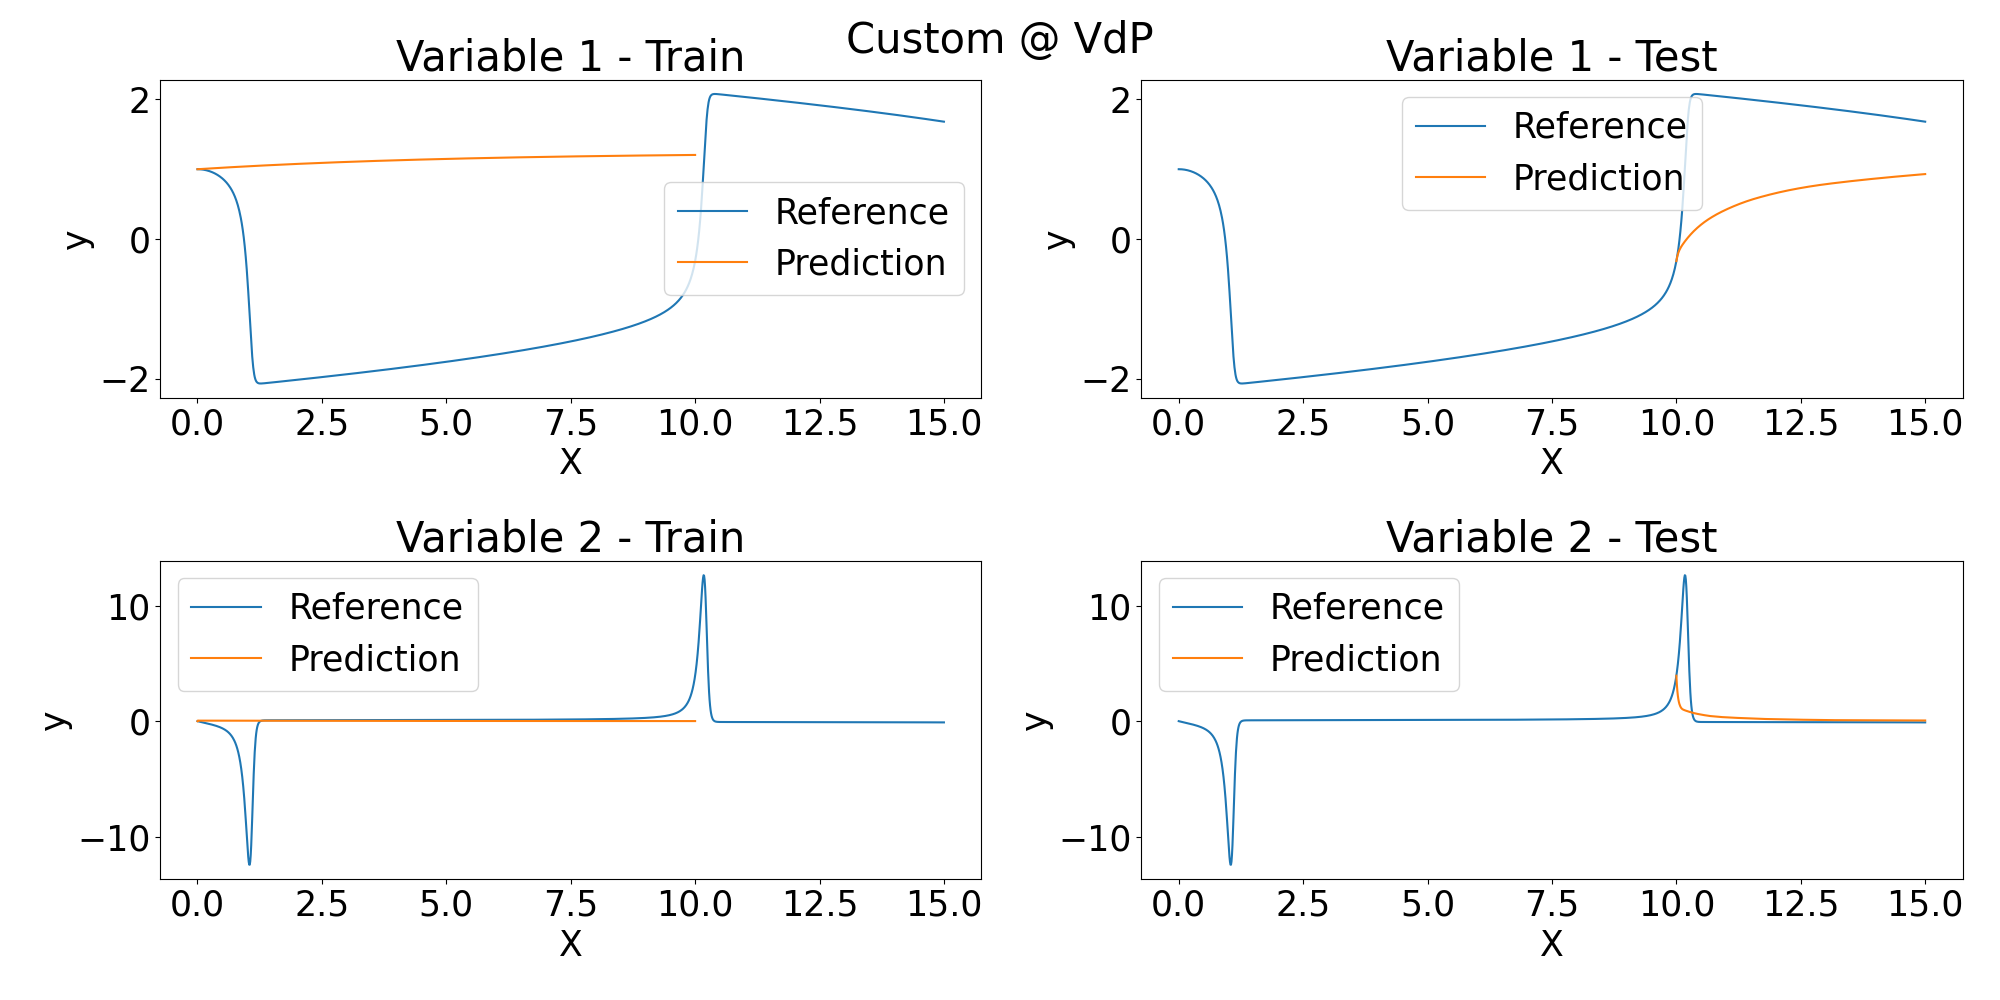 Custom @ VdP
Variable 1 - Train
2
0
−2
y
Reference
Prediction
0.0 2.5 5.0 7.5 10.0 12.5 15.0
X
Variable 1 - Test
2
0
−2
y
Reference
Prediction
0.0 2.5 5.0 7.5 10.0 12.5 15.0
X
Variable 2 - Train
10
0
−10
y
Reference
Prediction
0.0 2.5 5.0 7.5 10.0 12.5 15.0
X
Variable 2 - Test
10
0
−10
y
Reference
Prediction
0.0 2.5 5.0 7.5 10.0 12.5 15.0
X